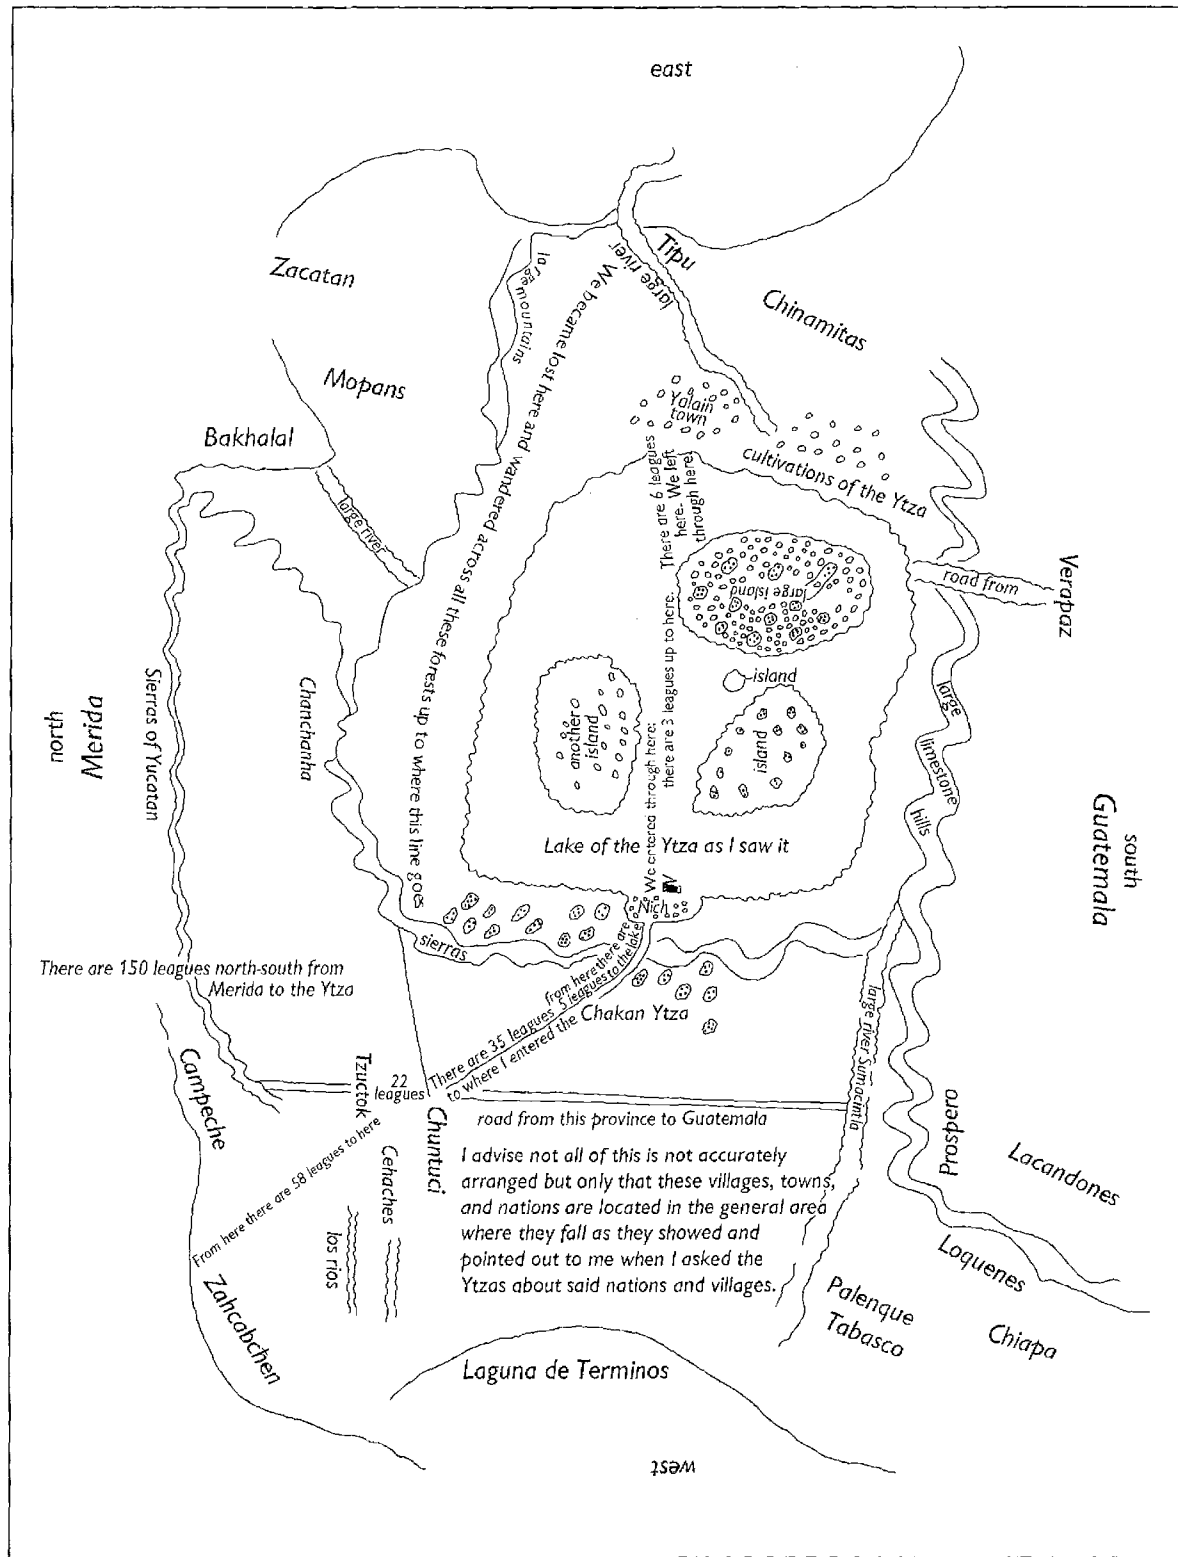 east
Zacatan
Tipu
large river
large
mountains
We became lost here and wandered across all these forests up to where this line goes
Chinamitas
Mopans
Yalain
town
Bakhalal
large river
cultivations of the Ytza
There are 6 leagues
here. We left
through here.
large island
road from
Verapaz
island
another
island
island
We entered through here;
there are 3 leagues up to here.
north
Merida
Sierras of Yucatan
Chanchanha
large
limestone
hills
south
Guatemala
Lake of the Ytza as I saw it
Nich
sierras
There are 150 leagues north-south from
Merida to the Ytza
from here there are
5 leagues to the lake
Chakan Ytza
There are 35 leagues
to where I entered the
large river Sumacintla
Campeche
Tzuctok
22
leagues
Chuntuci
road from this province to Guatemala
Prospero
Lacandones
From here there are 58 leagues to here
Cehaches
los rios
I advise not all of this is not accurately
arranged but only that these villages, towns,
and nations are located in the general area
where they fall as they showed and
pointed out to me when I asked the
Ytzas about said nations and villages.
Loquenes
Zahcabchen
Palenque
Tabasco
Chiapa
Laguna de Terminos
west